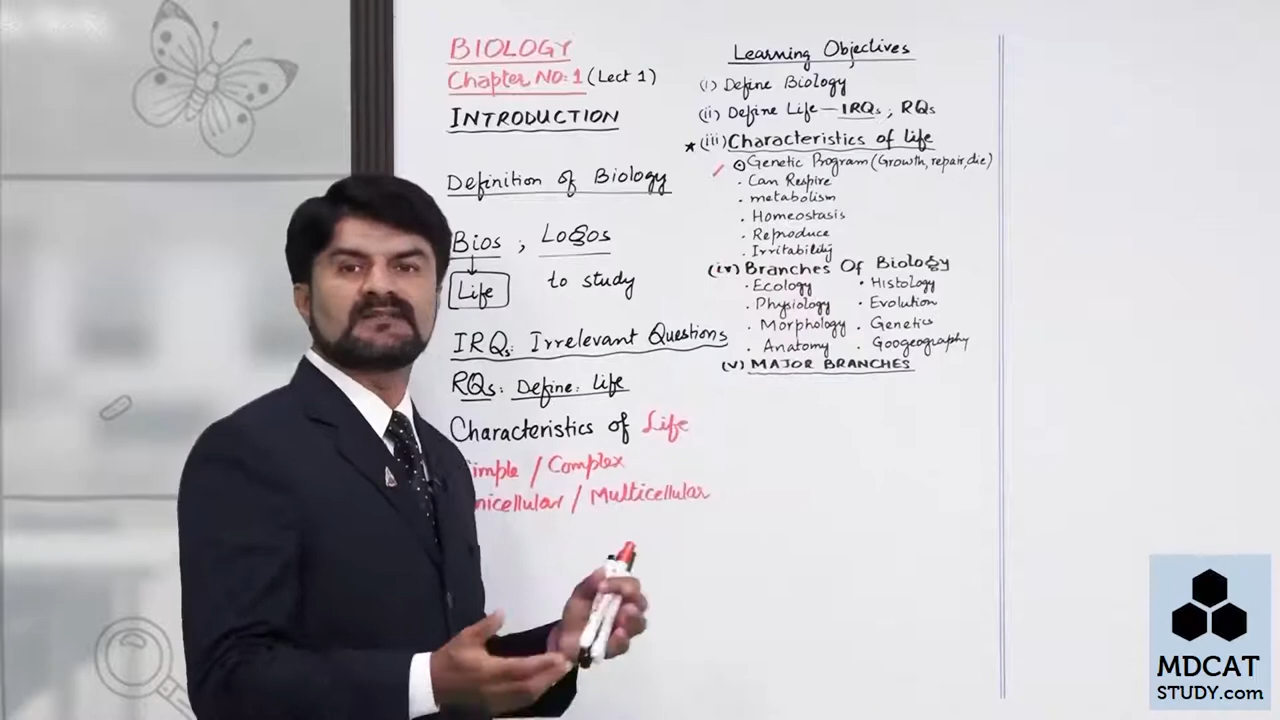 BIOLOGY
Chapter NO: 1 (Lect 1)
INTRODUCTION
Definition of Biology
Bios ; Logos
Life to study
IRQs: Irrelevant Questions
RQs: Define: Life
Characteristics of Life
imple / Complex
nicellular / Multicellular
Learning Objectives
(i) Define Biology
(ii) Define Life — IRQs ; RQs
★ (iii) Characteristics of life
Genetic Program (Growth, repair, die)
· Can Respire
· metabolism
· Homeostasis
· Reproduce
· Irritability
(iv) Branches Of Biology
· Ecology · Histology
· Physiology · Evolution
· Morphology · Genetics
· Anatomy · Googeography
(v) MAJOR BRANCHES
MDCAT
STUDY.com